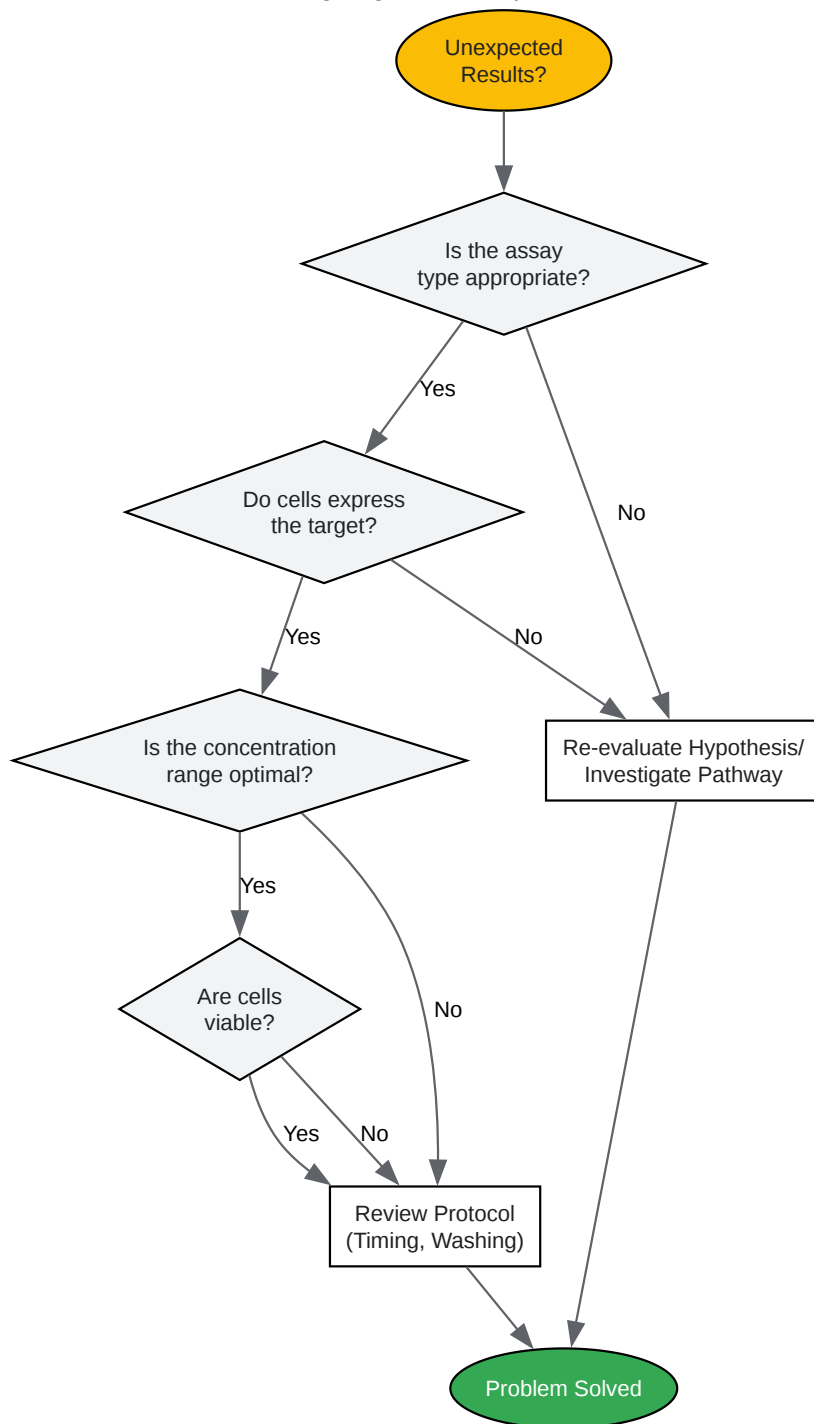 Unexpected
Results?
Is the assay
type appropriate?
Yes
No
Do cells express
the target?
Yes
No
Is the concentration
range optimal?
Re-evaluate Hypothesis/
Investigate Pathway
Yes
No
Are cells
viable?
Yes
No
Review Protocol
(Timing, Washing)
Problem Solved